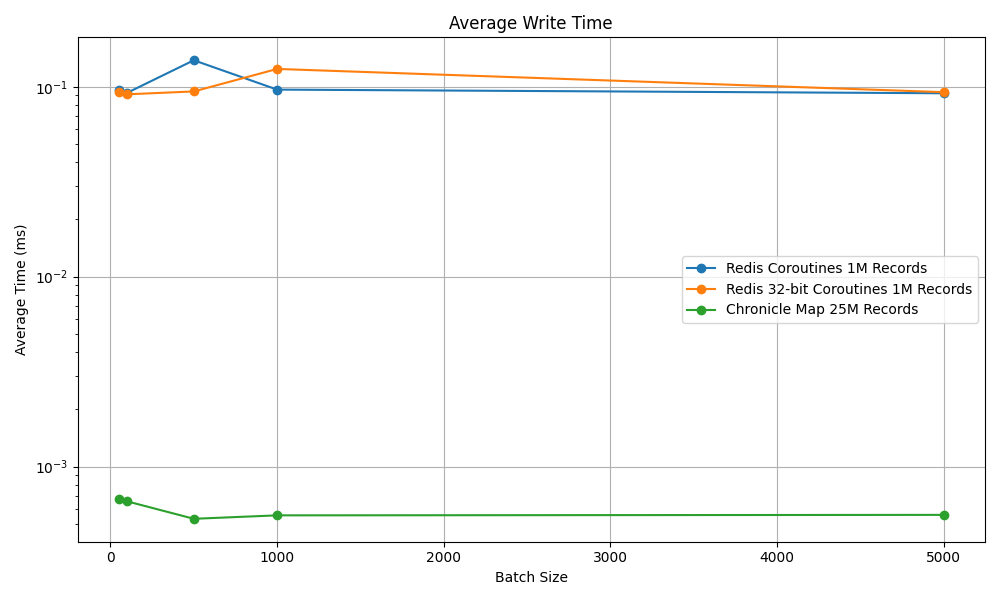 Average Write Time
Average Time (ms)
10⁻¹
10⁻²
10⁻³
Redis Coroutines 1M Records
Redis 32-bit Coroutines 1M Records
Chronicle Map 25M Records
0 1000 2000 3000 4000 5000
Batch Size